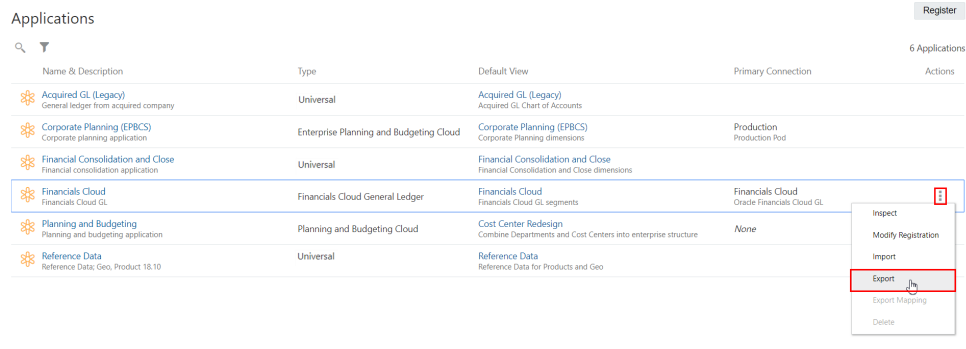 Applications
Register
6 Applications
Name & Description Type Default View Primary Connection Actions
Acquired GL (Legacy) Universal Acquired GL (Legacy)
General ledger from acquired company Acquired GL Chart of Accounts
Corporate Planning (EPBCS) Enterprise Planning and Budgeting Cloud Corporate Planning (EPBCS) Production
Corporate planning application Corporate Planning dimensions Production Pod
Financial Consolidation and Close Universal Financial Consolidation and Close
Financial consolidation application Financial Consolidation and Close dimensions
Financials Cloud Financials Cloud General Ledger Financials Cloud Financials Cloud
Financials Cloud GL Financials Cloud GL segments Oracle Financials Cloud GL
Planning and Budgeting Planning and Budgeting Cloud Cost Center Redesign None
Planning and budgeting application Combine Departments and Cost Centers into enterprise structure
Reference Data Universal Reference Data
Reference Data; Geo, Product 18.10 Reference Data for Products and Geo
Inspect
Modify Registration
Import
Export
Export Mapping
Delete